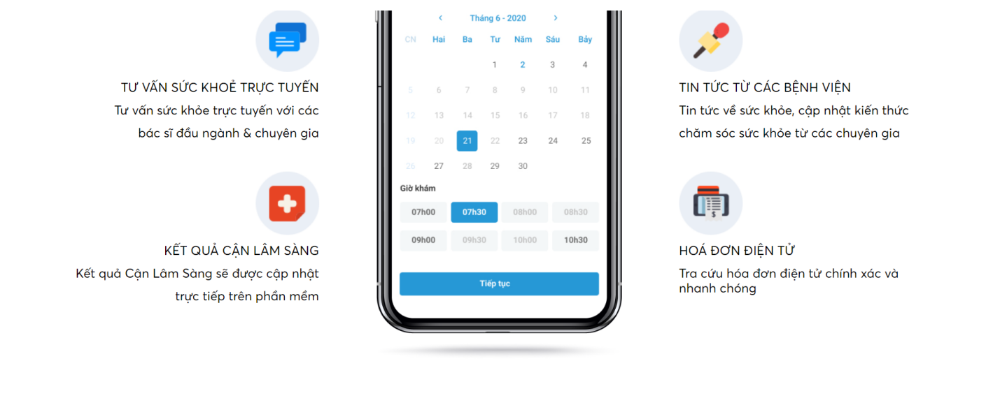 TƯ VẤN SỨC KHOẺ TRỰC TUYẾN
Tư vấn sức khỏe trực tuyến với các
bác sĩ đầu ngành & chuyên gia
KẾT QUẢ CẬN LÂM SÀNG
Kết quả Cận Lâm Sàng sẽ được cập nhật
trực tiếp trên phần mềm
Tháng 6 - 2020
CN Hai Ba Tư Năm Sáu Bảy
1 2 3 4
5 6 7 8 9 10 11
12 13 14 15 16 17 18
19 20 21 22 23 24 25
26 27 28 29 30
Giờ khám
07h00 07h30 08h00 08h30
09h00 09h30 10h00 10h30
Tiếp tục
TIN TỨC TỪ CÁC BỆNH VIỆN
Tin tức về sức khỏe, cập nhật kiến thức
chăm sóc sức khỏe từ các chuyên gia
$
HOÁ ĐƠN ĐIỆN TỬ
Tra cứu hóa đơn điện tử chính xác và
nhanh chóng